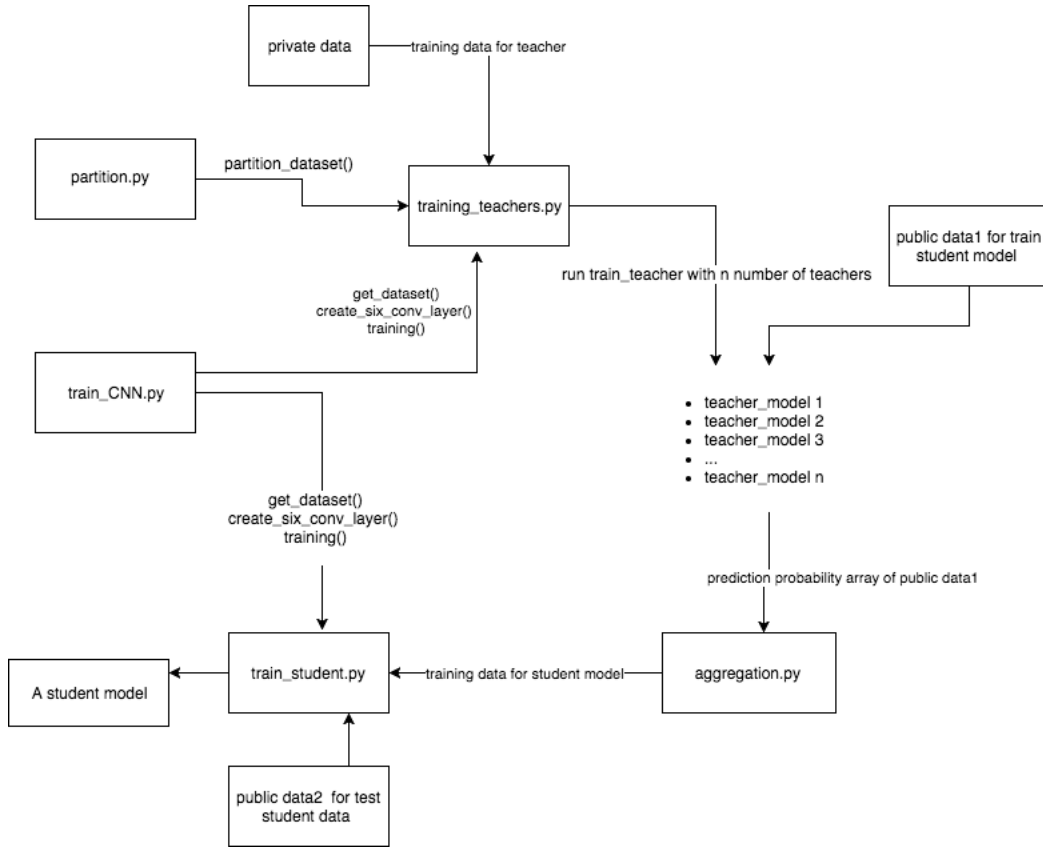 private data
training data for teacher
partition.py
partition_dataset()
training_teachers.py
public data1 for train
student model
run train_teacher with n number of teachers
get_dataset()
create_six_conv_layer()
training()
train_CNN.py
• teacher_model 1
• teacher_model 2
• teacher_model 3
• ...
• teacher_model n
get_dataset()
create_six_conv_layer()
training()
prediction probability array of public data1
train_student.py
training data for student model
aggregation.py
A student model
public data2 for test
student data